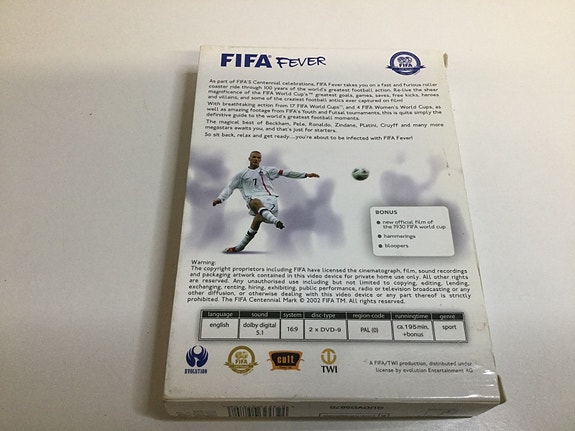 FIFA FEVER
As part of FIFA'S Centennial celebrations, FIFA Fever takes you on a fast and furious roller
coaster ride through 100 years of the world's greatest football action. Re-live the sheer
magnificence of the FIFA World Cup's™ greatest goals, games, saves, free kicks, heroes
and villains, and some of the craziest football antics ever captured on film!
With breathtaking action from 17 FIFA World Cups™, and 4 FIFA Women's World Cups, as
well as amazing footage from FIFA's Youth and Futsal tournaments, this is quite simply the
definitive guide to the world's greatest football moments.
The magical best of Beckham, Pele, Ronaldo, Zindane, Platini, Cruyff and many more
megastars awaits you, and that's just for starters.
So sit back, relax and get ready.....you're about to be infected with FIFA Fever!
7
BONUS
new official film of
the 1930 FIFA world cup
hammerings
bloopers
Warning:
The copyright proprietors including FIFA have licensed the cinematograph, film, sound recordings
and packaging artwork contained in this video device for private home use only. All other rights
are reserved. Any unauthorised use including but not limited to copying, editing, lending,
exchanging, renting, hiring, exhibiting, public performance, radio or television broadcasting or any
other diffusion, or otherwise dealing with this video device or any part thereof is strictly
prohibited. The FIFA Centennial Mark © 2002 FIFA TM. All rights reserved.
language sound system disc-type region-code runningtime genre
english dolby digital 5.1 16:9 2 x DVD-9 PAL (0) ca.195min. +bonus sport
EVOLUTION
FIFA
cult
TWI
A FIFA/TWI production, distributed under
license by evolution Entertainment AG